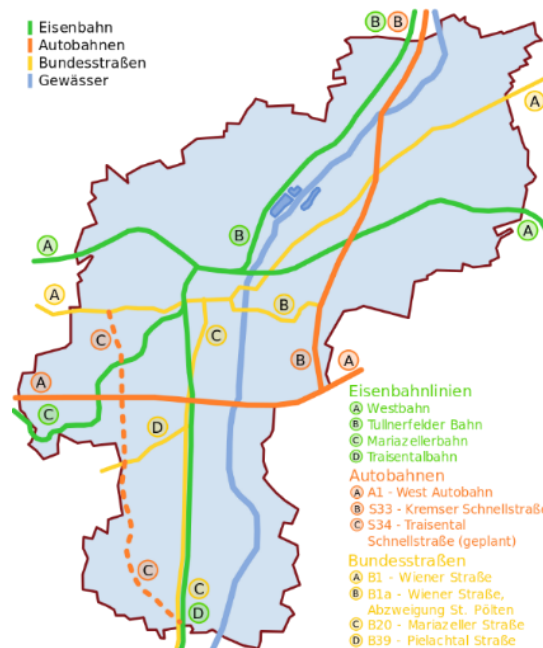 Eisenbahn
Autobahnen
Bundesstraßen
Gewässer
B B
A
A
B
A
A
B
C
C
B
A
A
C
D
C
C
D
Eisenbahnlinien
A Westbahn
B Tullnerfelder Bahn
C Mariazellerbahn
D Traisentalbahn
Autobahnen
A A1 - West Autobahn
B S33 - Kremser Schnellstraße
C S34 - Traisental
Schnellstraße (geplant)
Bundesstraßen
A B1 - Wiener Straße
B B1a - Wiener Straße,
Abzweigung St. Pölten
C B20 - Mariazeller Straße
D B39 - Pielachtal Straße